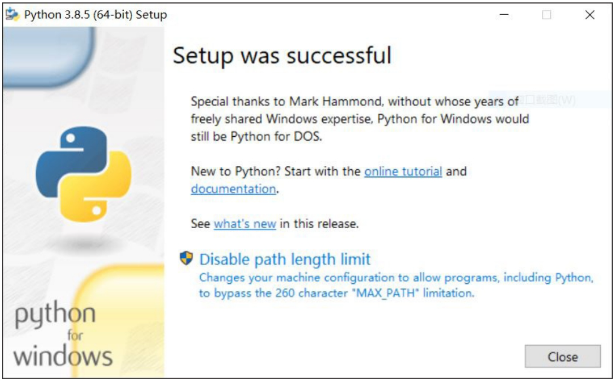 Python 3.8.5 (64-bit) Setup
Setup was successful
Special thanks to Mark Hammond, without whose years of
freely shared Windows expertise, Python for Windows would
still be Python for DOS.
New to Python? Start with the online tutorial and
documentation.
See what's new in this release.
Disable path length limit
Changes your machine configuration to allow programs, including Python,
to bypass the 260 character "MAX_PATH" limitation.
python
for
windows
Close